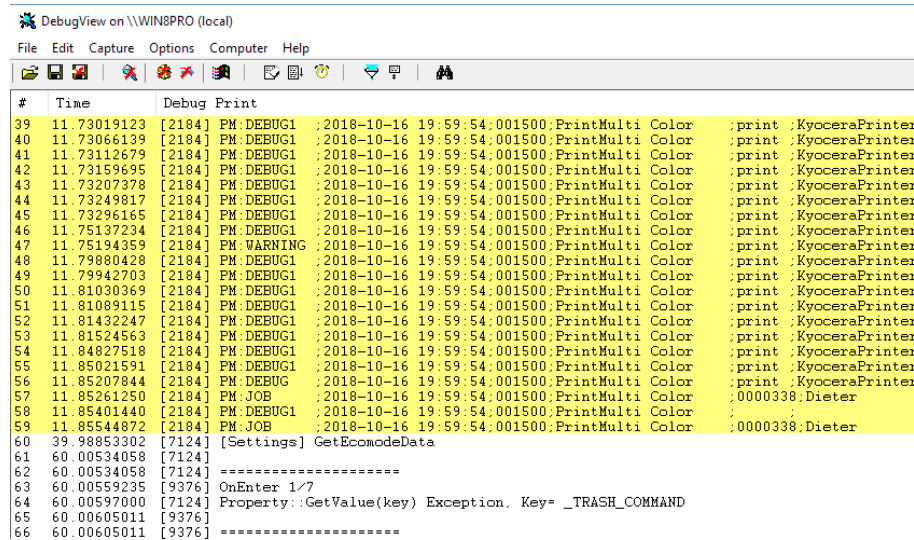 DebugView on \\WIN8PRO (local)
File Edit Capture Options Computer Help
# Time Debug Print
39 11.73019123 [2184] PM:DEBUG1 ;2018-10-16 19:59:54;001500;PrintMulti Color ;print ;KyoceraPrinter
40 11.73066139 [2184] PM:DEBUG1 ;2018-10-16 19:59:54;001500;PrintMulti Color ;print ;KyoceraPrinter
41 11.73112679 [2184] PM:DEBUG1 ;2018-10-16 19:59:54;001500;PrintMulti Color ;print ;KyoceraPrinter
42 11.73159695 [2184] PM:DEBUG1 ;2018-10-16 19:59:54;001500;PrintMulti Color ;print ;KyoceraPrinter
43 11.73207378 [2184] PM:DEBUG1 ;2018-10-16 19:59:54;001500;PrintMulti Color ;print ;KyoceraPrinter
44 11.73249817 [2184] PM:DEBUG1 ;2018-10-16 19:59:54;001500;PrintMulti Color ;print ;KyoceraPrinter
45 11.73296165 [2184] PM:DEBUG1 ;2018-10-16 19:59:54;001500;PrintMulti Color ;print ;KyoceraPrinter
46 11.75137234 [2184] PM:DEBUG1 ;2018-10-16 19:59:54;001500;PrintMulti Color ;print ;KyoceraPrinter
47 11.75194359 [2184] PM:WARNING ;2018-10-16 19:59:54;001500;PrintMulti Color ;print ;KyoceraPrinter
48 11.79880428 [2184] PM:DEBUG1 ;2018-10-16 19:59:54;001500;PrintMulti Color ;print ;KyoceraPrinter
49 11.79942703 [2184] PM:DEBUG1 ;2018-10-16 19:59:54;001500;PrintMulti Color ;print ;KyoceraPrinter
50 11.81030369 [2184] PM:DEBUG1 ;2018-10-16 19:59:54;001500;PrintMulti Color ;print ;KyoceraPrinter
51 11.81089115 [2184] PM:DEBUG1 ;2018-10-16 19:59:54;001500;PrintMulti Color ;print ;KyoceraPrinter
52 11.81432247 [2184] PM:DEBUG1 ;2018-10-16 19:59:54;001500;PrintMulti Color ;print ;KyoceraPrinter
53 11.81524563 [2184] PM:DEBUG1 ;2018-10-16 19:59:54;001500;PrintMulti Color ;print ;KyoceraPrinter
54 11.84827518 [2184] PM:DEBUG1 ;2018-10-16 19:59:54;001500;PrintMulti Color ;print ;KyoceraPrinter
55 11.85021591 [2184] PM:DEBUG1 ;2018-10-16 19:59:54;001500;PrintMulti Color ;print ;KyoceraPrinter
56 11.85207844 [2184] PM:DEBUG ;2018-10-16 19:59:54;001500;PrintMulti Color ;print ;KyoceraPrinter
57 11.85261250 [2184] PM:JOB ;2018-10-16 19:59:54;001500;PrintMulti Color ;0000338;Dieter
58 11.85401440 [2184] PM:DEBUG1 ;2018-10-16 19:59:54;001500;PrintMulti Color ; ;
59 11.85544872 [2184] PM:JOB ;2018-10-16 19:59:54;001500;PrintMulti Color ;0000338;Dieter
60 39.98853302 [7124] [Settings] GetEcomodeData
61 60.00534058 [7124]
62 60.00534058 [7124] =====================
63 60.00559235 [9376] OnEnter 1/7
64 60.00597000 [7124] Property::GetValue(key) Exception, Key= _TRASH_COMMAND
65 60.00605011 [9376]
66 60.00605011 [9376] =====================